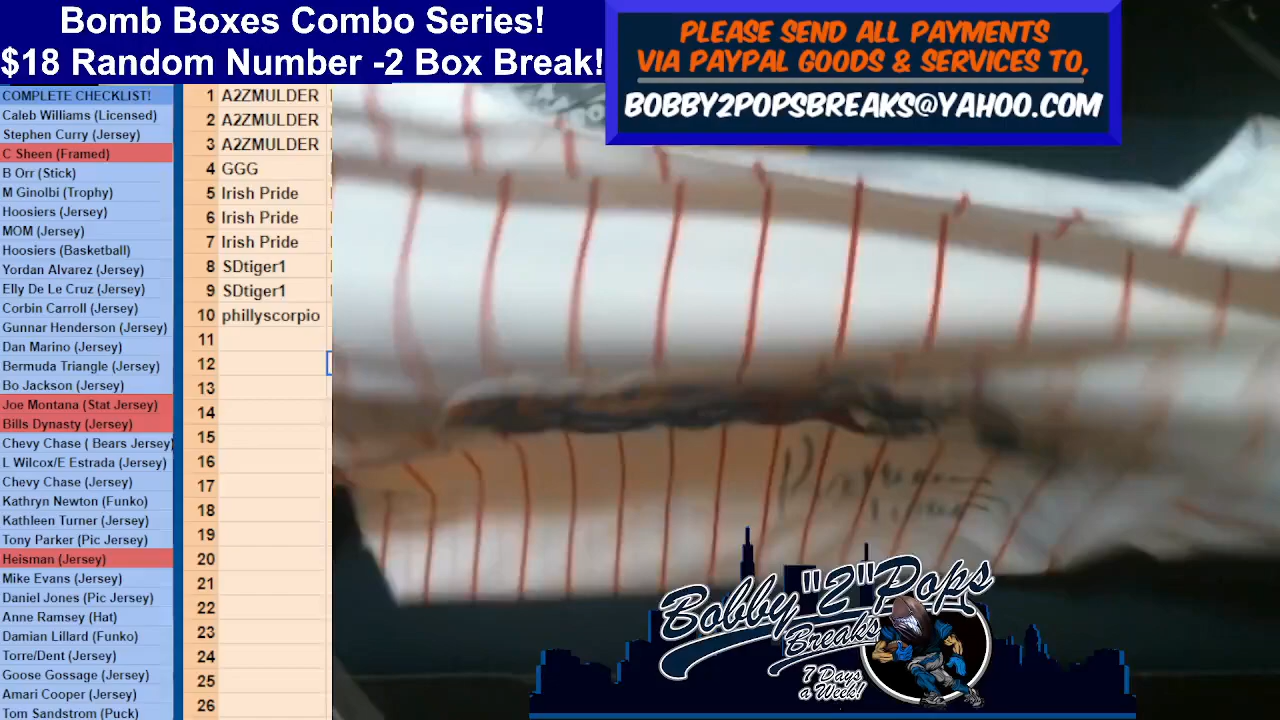 Bomb Boxes Combo Series!
$18 Random Number -2 Box Break!
PLEASE SEND ALL PAYMENTS
VIA PAYPAL GOODS & SERVICES TO,
BOBBY2POPSBREAKS@YAHOO.COM
COMPLETE CHECKLIST!
Caleb Williams (Licensed)
Stephen Curry (Jersey)
C Sheen (Framed)
B Orr (Stick)
M Ginolbi (Trophy)
Hoosiers (Jersey)
MOM (Jersey)
Hoosiers (Basketball)
Yordan Alvarez (Jersey)
Elly De Le Cruz (Jersey)
Corbin Carroll (Jersey)
Gunnar Henderson (Jersey)
Dan Marino (Jersey)
Bermuda Triangle (Jersey)
Bo Jackson (Jersey)
Joe Montana (Stat Jersey)
Bills Dynasty (Jersey)
Chevy Chase ( Bears Jersey)
L Wilcox/E Estrada (Jersey)
Chevy Chase (Jersey)
Kathryn Newton (Funko)
Kathleen Turner (Jersey)
Tony Parker (Pic Jersey)
Heisman (Jersey)
Mike Evans (Jersey)
Daniel Jones (Pic Jersey)
Anne Ramsey (Hat)
Damian Lillard (Funko)
Torre/Dent (Jersey)
Goose Gossage (Jersey)
Amari Cooper (Jersey)
Tom Sandstrom (Puck)
1 A2ZMULDER
2 A2ZMULDER
3 A2ZMULDER
4 GGG
5 Irish Pride
6 Irish Pride
7 Irish Pride
8 SDtiger1
9 SDtiger1
10 phillyscorpio
11
12
13
14
15
16
17
18
19
20
21
22
23
24
25
26
Bobby "2" Pops
Breaks
7 Days
a Week!